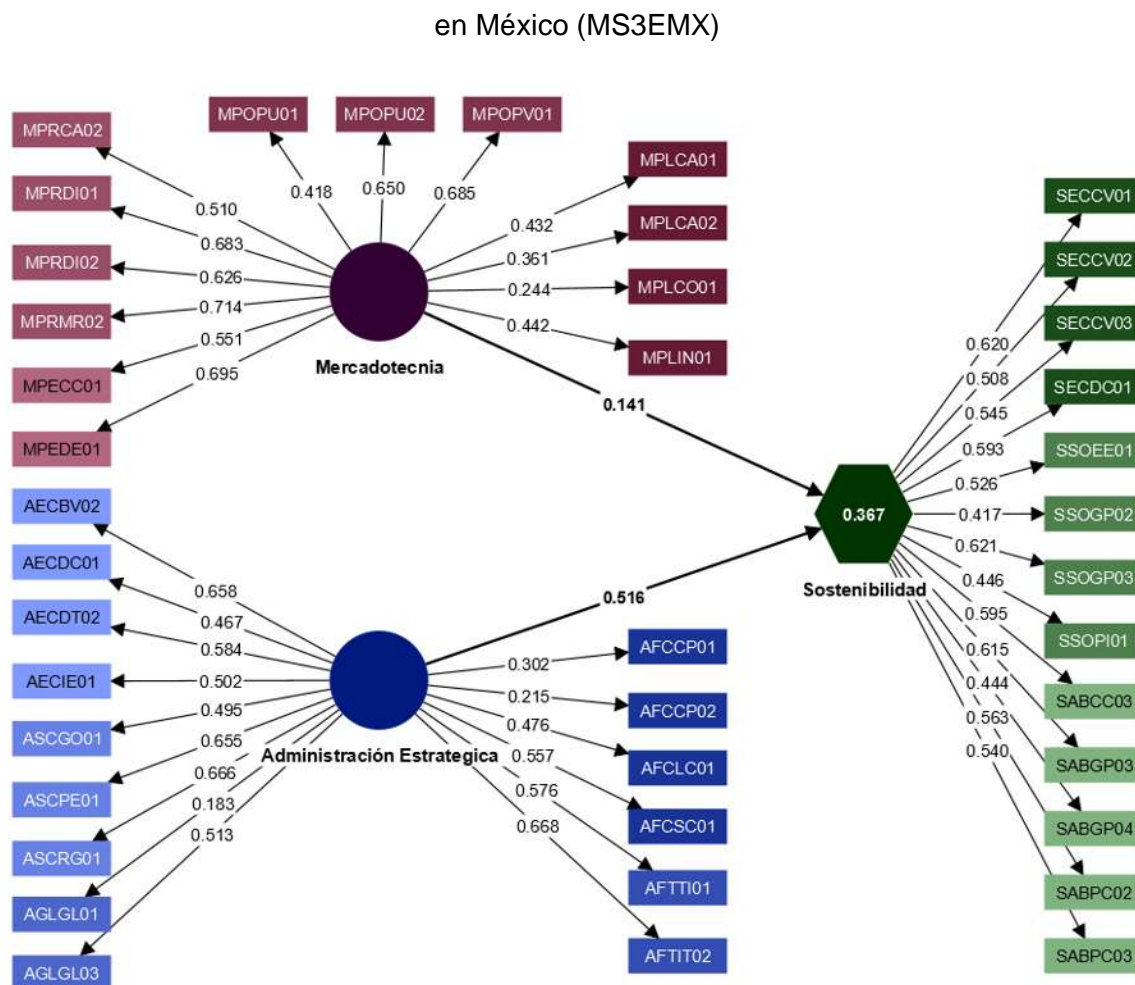 en México (MS3EMX)
MPOPU01
MPOPU02
MPOPV01
MPRCA02
MPRDI01
MPRDI02
MPRMR02
MPECC01
MPEDE01
MPLCA01
MPLCA02
MPLCO01
MPLIN01
0.418
0.650
0.685
0.510
0.683
0.626
0.714
0.551
0.695
0.432
0.361
0.244
0.442
Mercadotecnia
0.141
AECBV02
AECDC01
AECDT02
AECIE01
ASCGO01
ASCPE01
ASCRG01
AGLGL01
AGLGL03
0.658
0.467
0.584
0.502
0.495
0.655
0.666
0.183
0.513
Administración Estrategica
0.516
0.302
0.215
0.476
0.557
0.576
0.668
AFCCP01
AFCCP02
AFCLC01
AFCSC01
AFTTI01
AFTIT02
0.367
Sostenibilidad
0.620
0.508
0.545
0.593
0.526
0.417
0.621
0.446
0.595
0.615
0.444
0.563
0.540
SECCV01
SECCV02
SECCV03
SECDC01
SSOEE01
SSOGP02
SSOGP03
SSOPI01
SABCC03
SABGP03
SABGP04
SABPC02
SABPC03